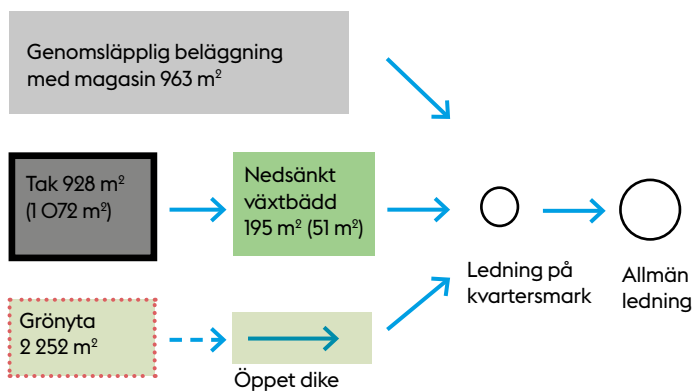 Genomsläpplig beläggning
med magasin 963 m²
Tak 928 m²
(1 072 m²)
Nedsänkt
växtbädd
195 m² (51 m²)
Ledning på
kvartersmark
Allmän
ledning
Grönyta
2 252 m²
Öppet dike